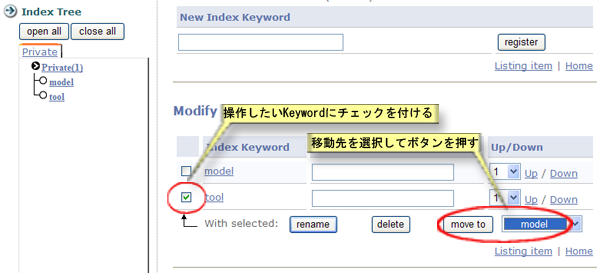 Index Tree
open all close all
Private
Private(1)
model
tool
New Index Keyword
register
Listing item | Home
Modify
操作したいKeywordにチェックを付ける
移動先を選択してボタンを押す
Index Keyword Up/Down
model 1 Up / Down
tool 1 Up / Down
With selected: rename delete move to model
Listing item | Home